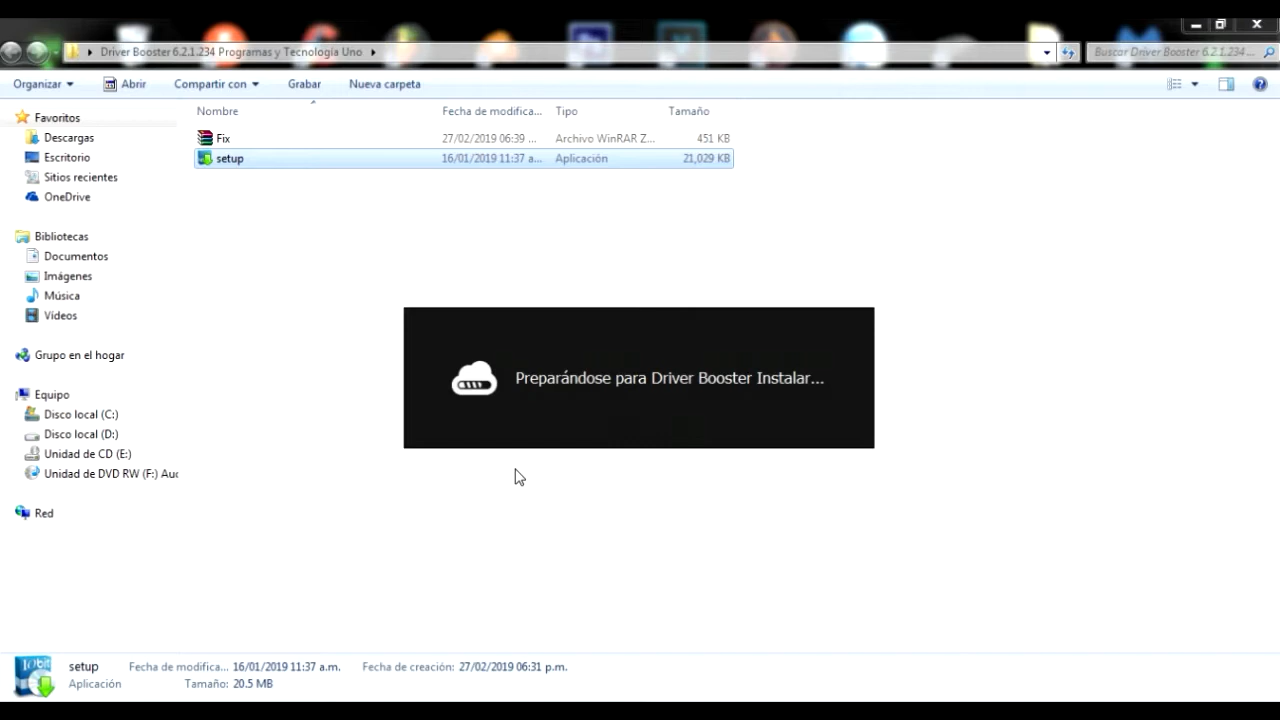 Driver Booster 6.2.1.234 Programas y Tecnología Uno
Buscar Driver Booster 6.2.1.234 ...
Organizar
Abrir
Compartir con
Grabar
Nueva carpeta
Nombre
Fecha de modifica...
Tipo
Tamaño
Fix
27/02/2019 06:39 ...
Archivo WinRAR Z...
451 KB
setup
16/01/2019 11:37 a...
Aplicación
21,029 KB
Favoritos
Descargas
Escritorio
Sitios recientes
OneDrive
Bibliotecas
Documentos
Imágenes
Música
Vídeos
Grupo en el hogar
Equipo
Disco local (C:)
Disco local (D:)
Unidad de CD (E:)
Unidad de DVD RW (F:) Auc
Red
Preparándose para Driver Booster Instalar...
IObit
setup
Fecha de modifica... 16/01/2019 11:37 a.m.
Fecha de creación: 27/02/2019 06:31 p.m.
Aplicación
Tamaño: 20.5 MB